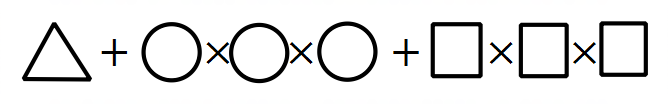 △ + ○×○×○ + □×□×□